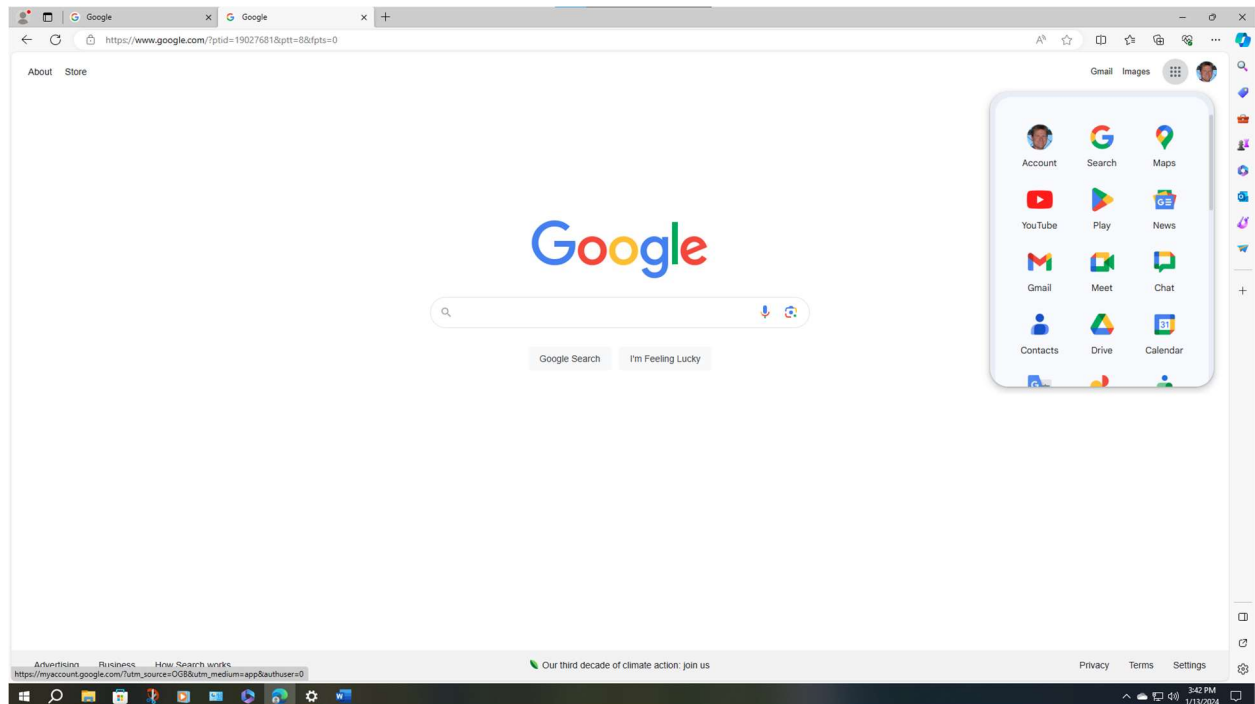 Google
Google
https://www.google.com/?ptid=19027681&ptt=8&fpts=0
About Store
Gmail Images
Account Search Maps
YouTube Play News
GE
Gmail Meet Chat
31
Contacts Drive Calendar
Google
Google Search I'm Feeling Lucky
Advertising Business How Search works
Our third decade of climate action: join us
Privacy Terms Settings
https://myaccount.google.com/?utm_source=OGB&utm_medium=app&authuser=0
3:42 PM
1/13/2024